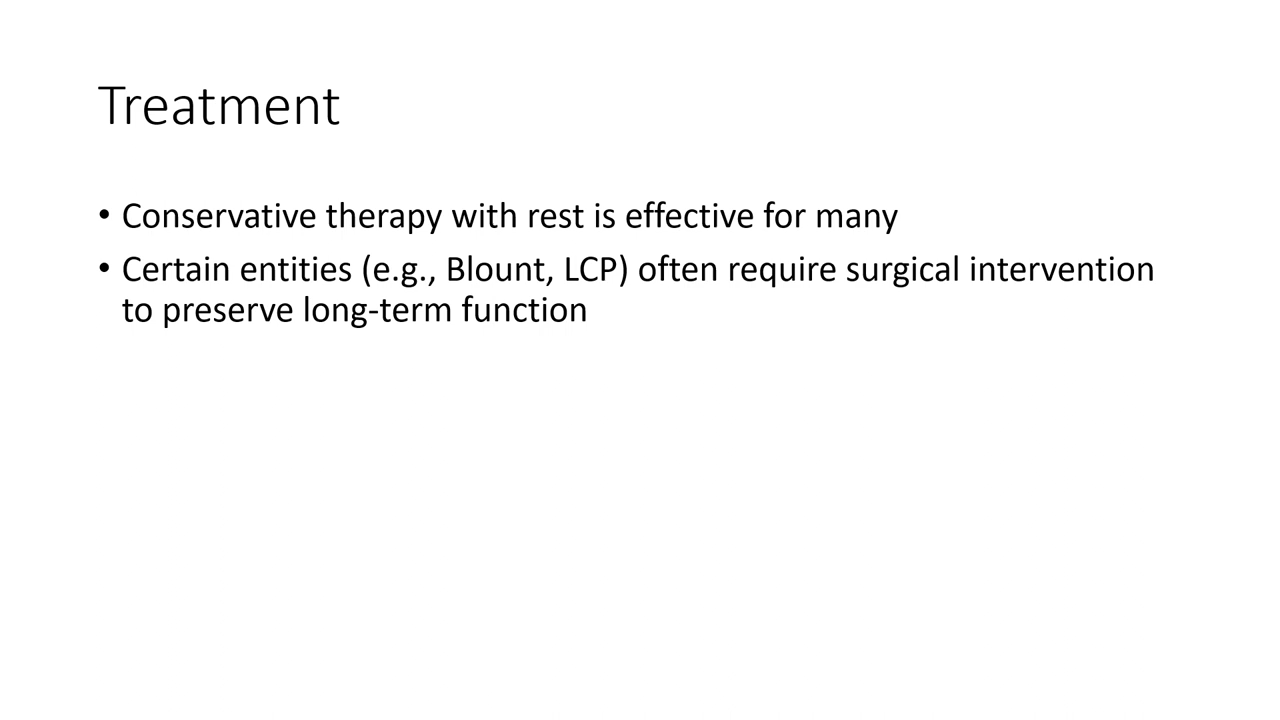 Treatment
• Conservative therapy with rest is effective for many
• Certain entities (e.g., Blount, LCP) often require surgical intervention
to preserve long-term function